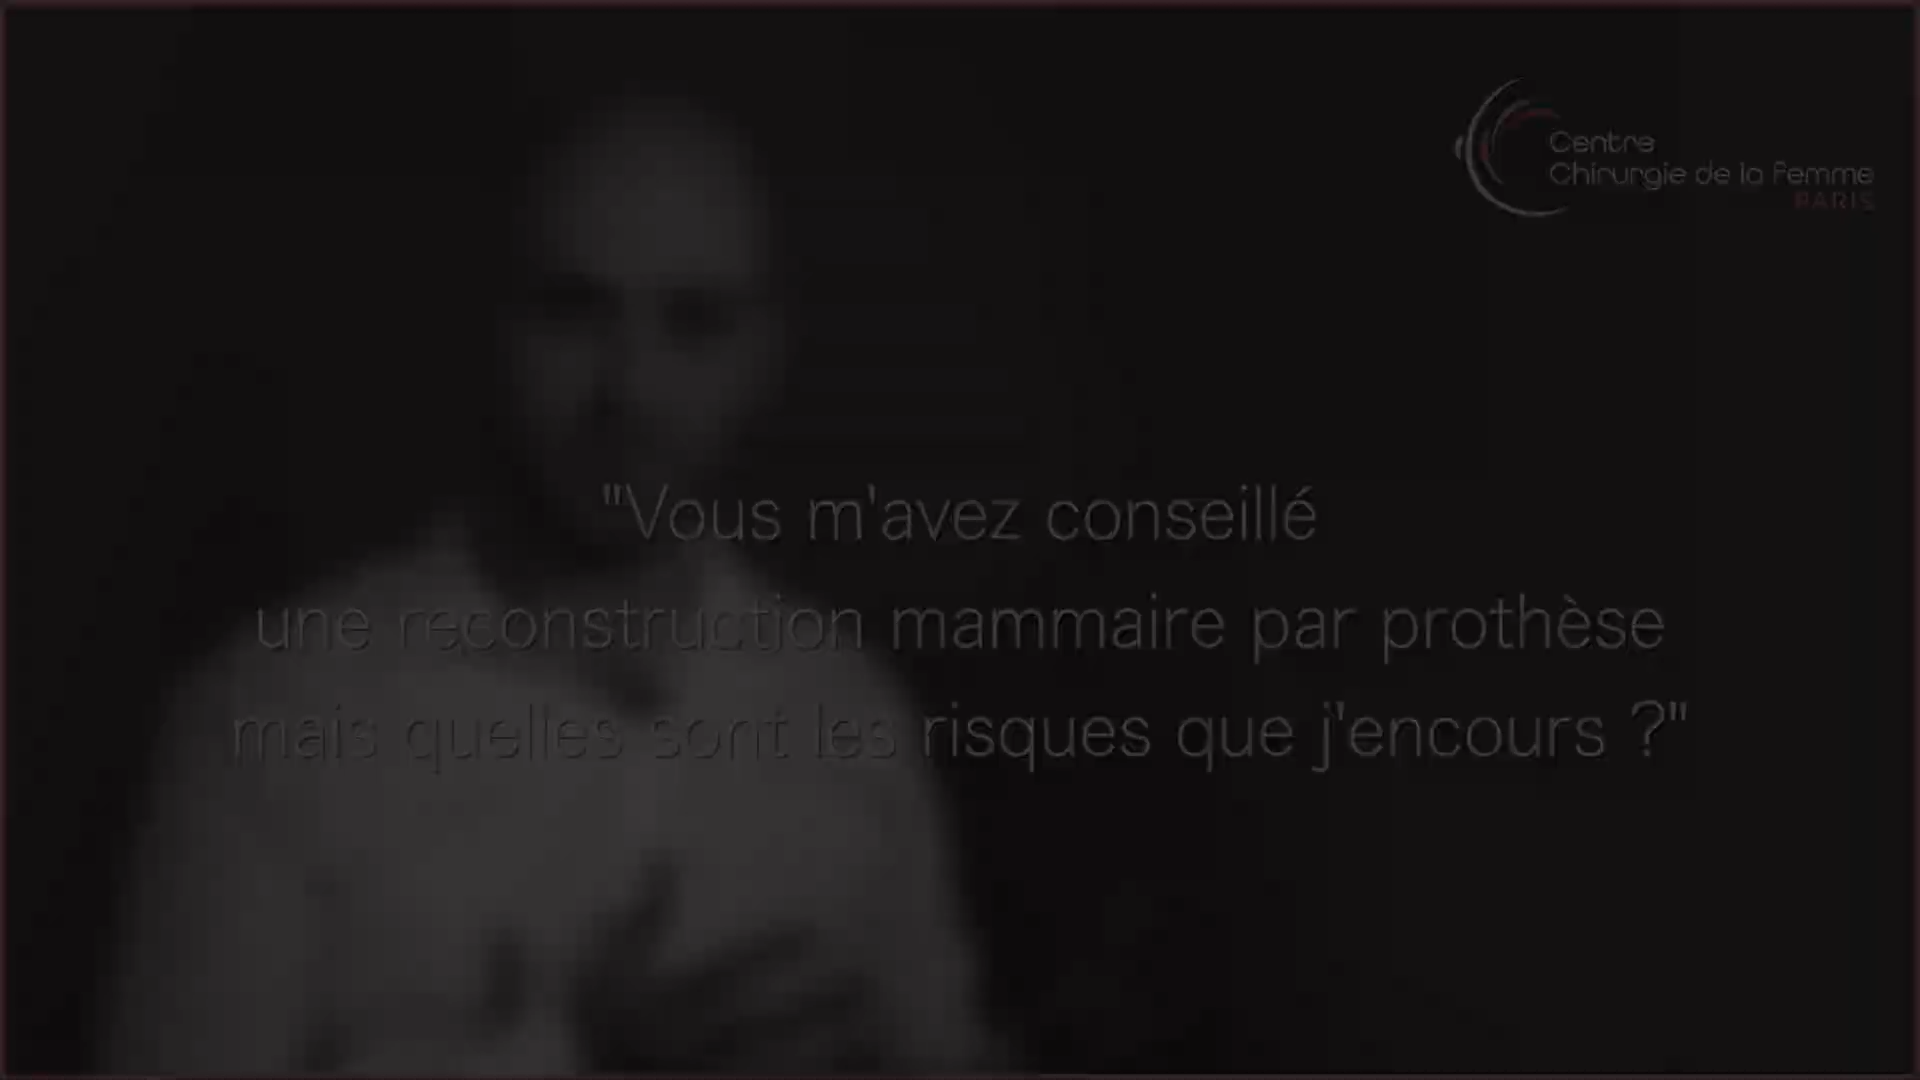 Centre
Chirurgie de la Femme
PARIS
"Vous m'avez conseillé
une reconstruction mammaire par prothèse
mais quelles sont les risques que j'encours ?"